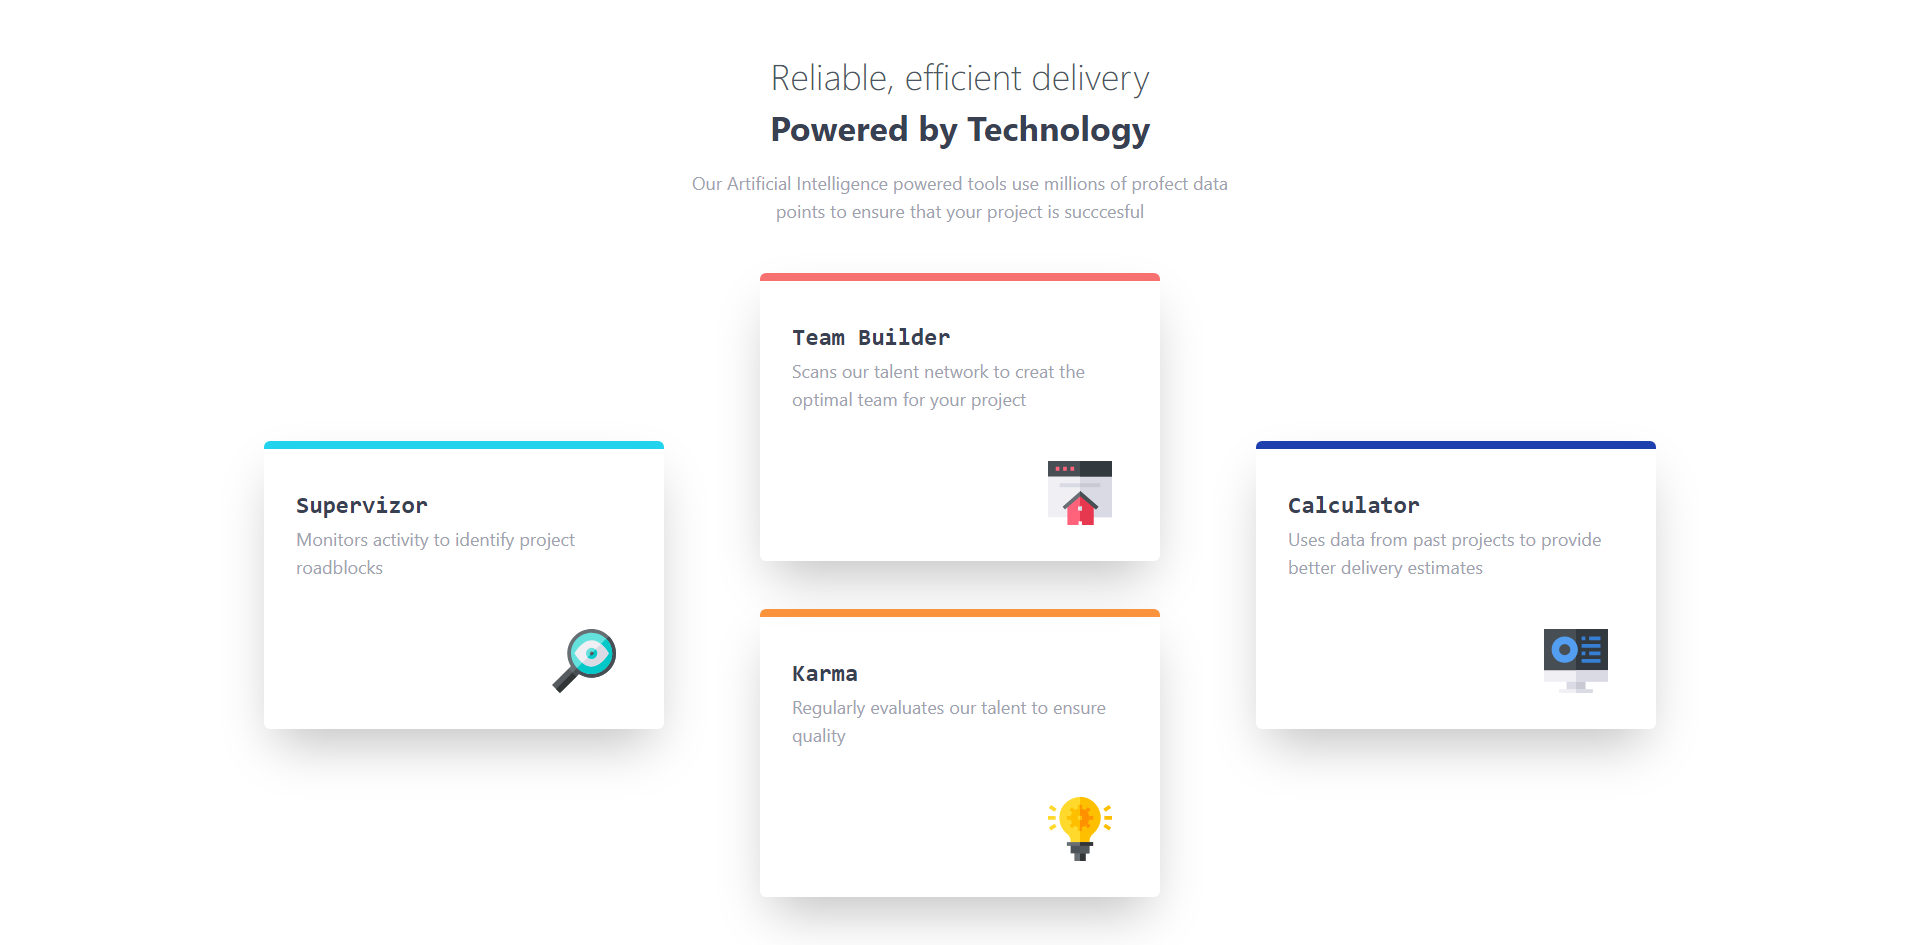 Reliable, efficient delivery
Powered by Technology
Our Artificial Intelligence powered tools use millions of profect data
points to ensure that your project is succcesful
Team Builder
Scans our talent network to creat the
optimal team for your project
Supervizor
Monitors activity to identify project
roadblocks
Calculator
Uses data from past projects to provide
better delivery estimates
Karma
Regularly evaluates our talent to ensure
quality